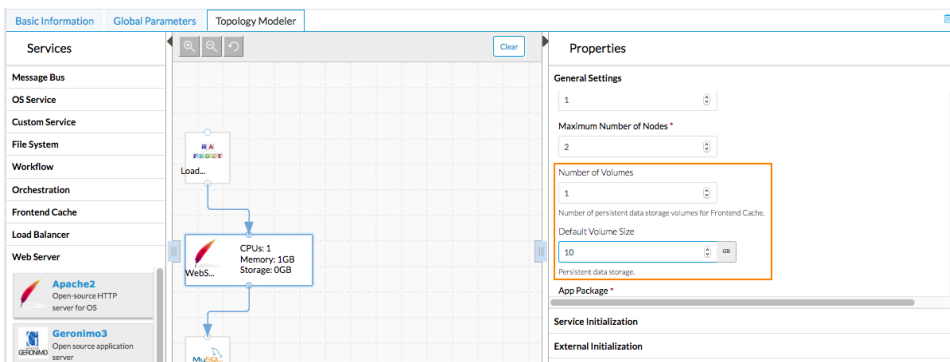 Basic Information
Global Parameters
Topology Modeler
Services
Message Bus
OS Service
Custom Service
File System
Workflow
Orchestration
Frontend Cache
Load Balancer
Web Server
Apache2
Open-source HTTP
server for OS
GERONIMO
Geronimo3
Open source application
server
Clear
HA
PROXY
Load...
WebS...
CPUs: 1
Memory: 1GB
Storage: 0GB
MySQL
Properties
General Settings
1
Maximum Number of Nodes *
2
Number of Volumes
1
Number of persistent data storage volumes for Frontend Cache.
Default Volume Size
10
GB
Persistent data storage.
App Package *
Service Initialization
External Initialization